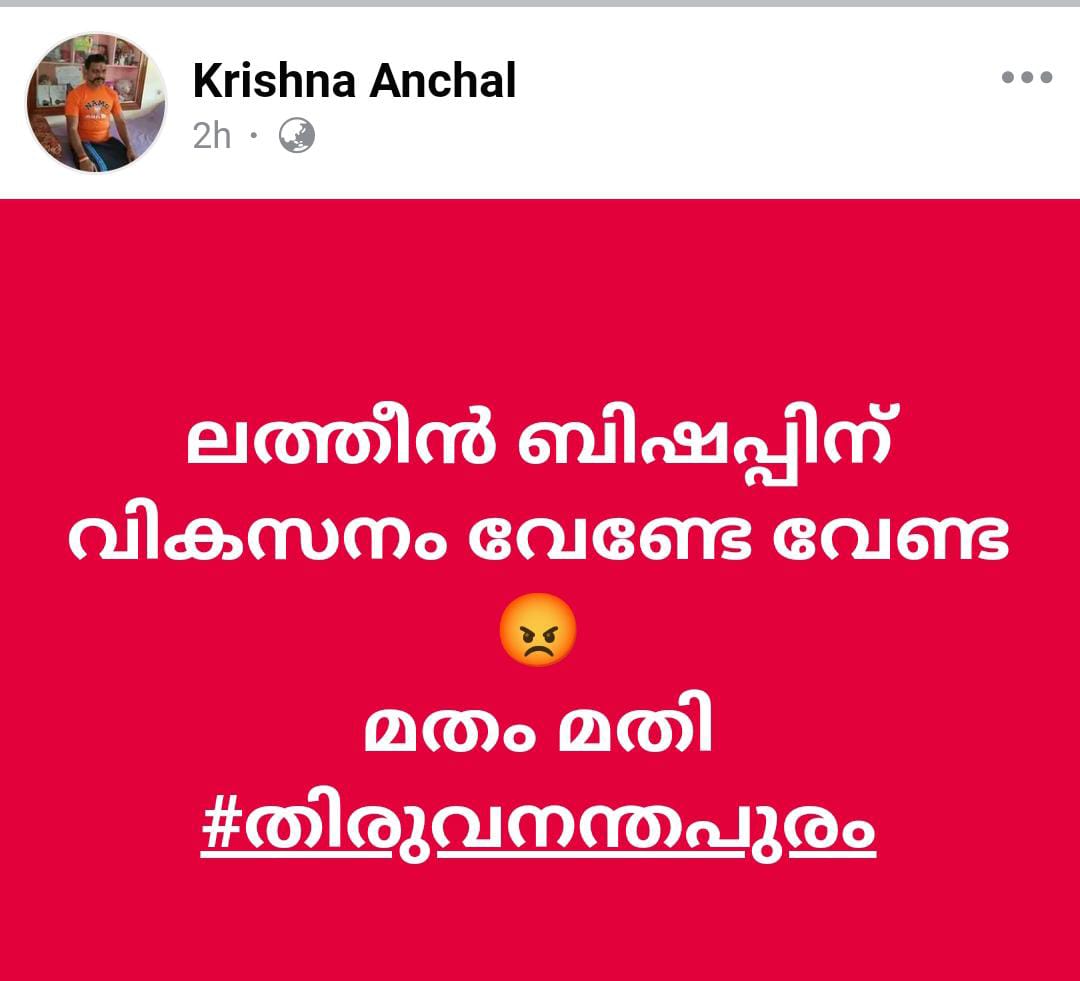 Krishna Anchal
2h
ലത്തീൻ ബിഷപ്പിന്
വികസനം വേണ്ടേ വേണ്ട
😡
മതം മതി
#തിരുവനന്തപുരം